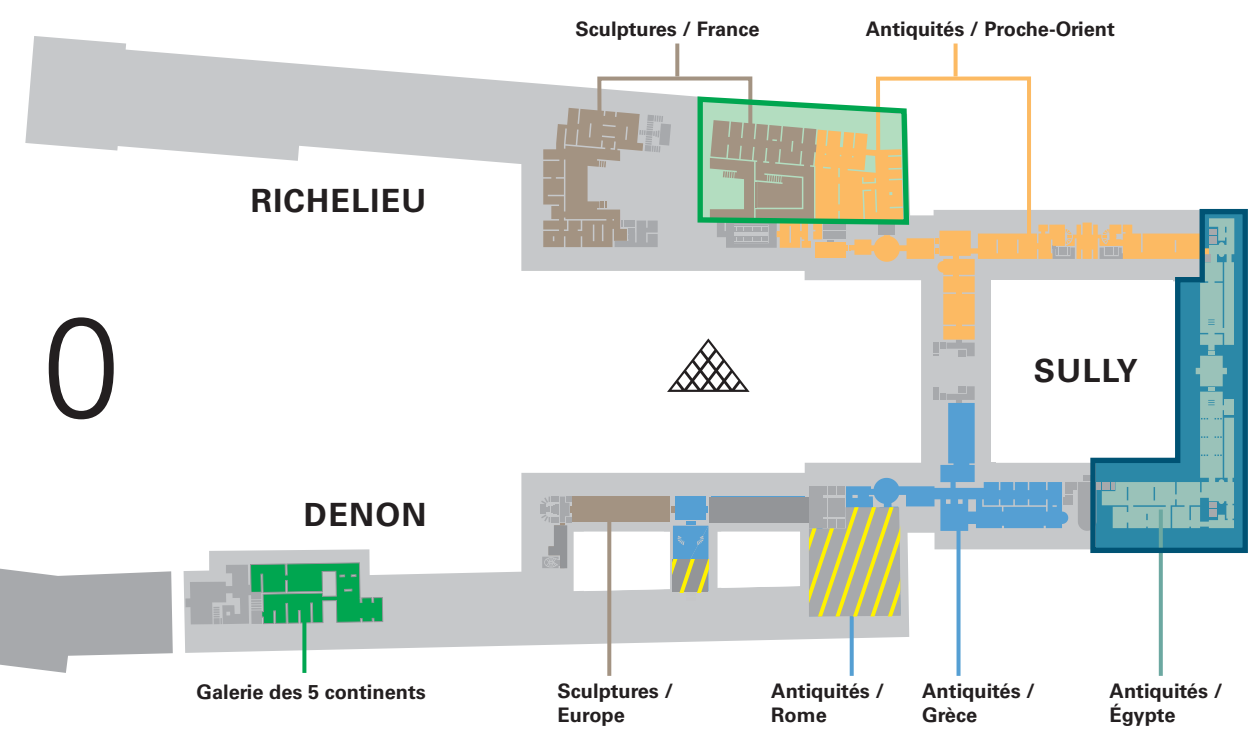 Sculptures / France
Antiquités / Proche-Orient
RICHELIEU
0
SULLY
DENON
Galerie des 5 continents
Sculptures /
Europe
Antiquités /
Rome
Antiquités /
Grèce
Antiquités /
Égypte